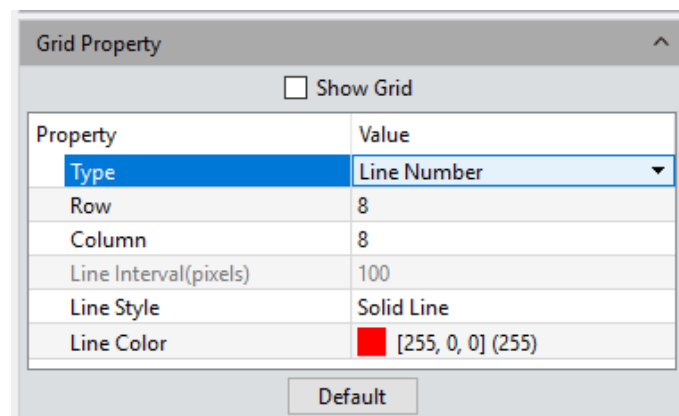 Grid Property
Show Grid
Property Value
Type Line Number
Row 8
Column 8
Line Interval(pixels) 100
Line Style Solid Line
Line Color [255, 0, 0] (255)
Default